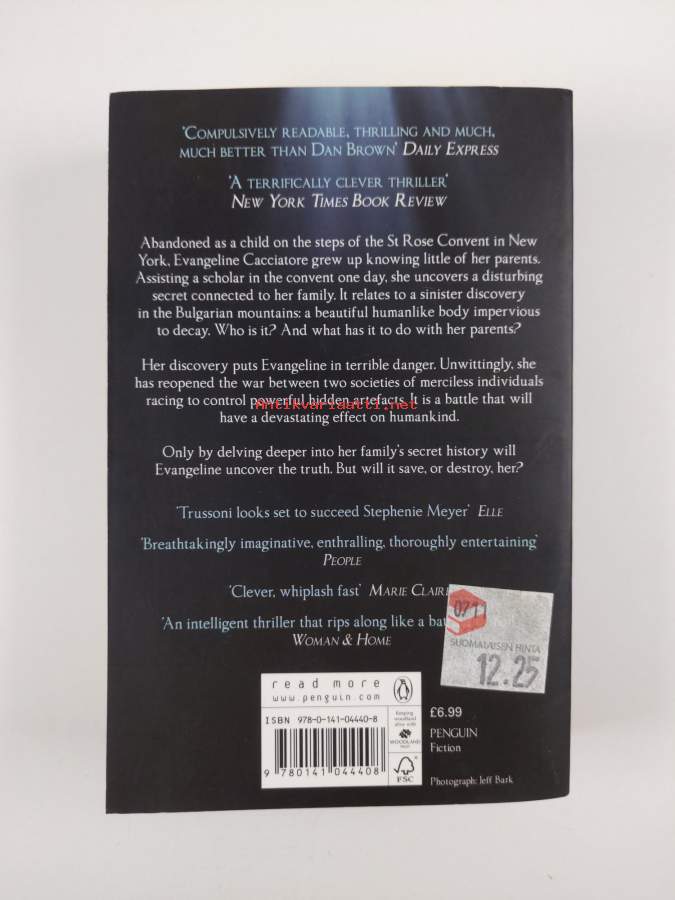 'COMPULSIVELY READABLE, THRILLING AND MUCH,
MUCH BETTER THAN DAN BROWN' DAILY EXPRESS
'A TERRIFICALLY CLEVER THRILLER'
NEW YORK TIMES BOOK REVIEW
Abandoned as a child on the steps of the St Rose Convent in New
York, Evangeline Cacciatore grew up knowing little of her parents.
Assisting a scholar in the convent one day, she uncovers a disturbing
secret connected to her family. It relates to a sinister discovery
in the Bulgarian mountains: a beautiful humanlike body impervious
to decay. Who is it? And what has it to do with her parents?
Her discovery puts Evangeline in terrible danger. Unwittingly, she
has reopened the war between two societies of merciless individuals
racing to control powerful hidden artefacts. It is a battle that will
Antikvariaatti.net
have a devastating effect on humankind.
Only by delving deeper into her family's secret history will
Evangeline uncover the truth. But will it save, or destroy, her?
'Trussoni looks set to succeed Stephenie Meyer' ELLE
'Breathtakingly imaginative, enthralling, thoroughly entertaining'
PEOPLE
'Clever, whiplash fast' MARIE CLAIRE
'An intelligent thriller that rips along like a bat
WOMAN & HOME
071
SUOMALAISEN HINTA
12.25
read more
www.penguin.com
ISBN 978-0-141-04440-8
9 780141 044408
Keeping
woodland
alive with
WOODLAND
TRUST
FSC
£6.99
PENGUIN
Fiction
Photograph: Jeff Bark